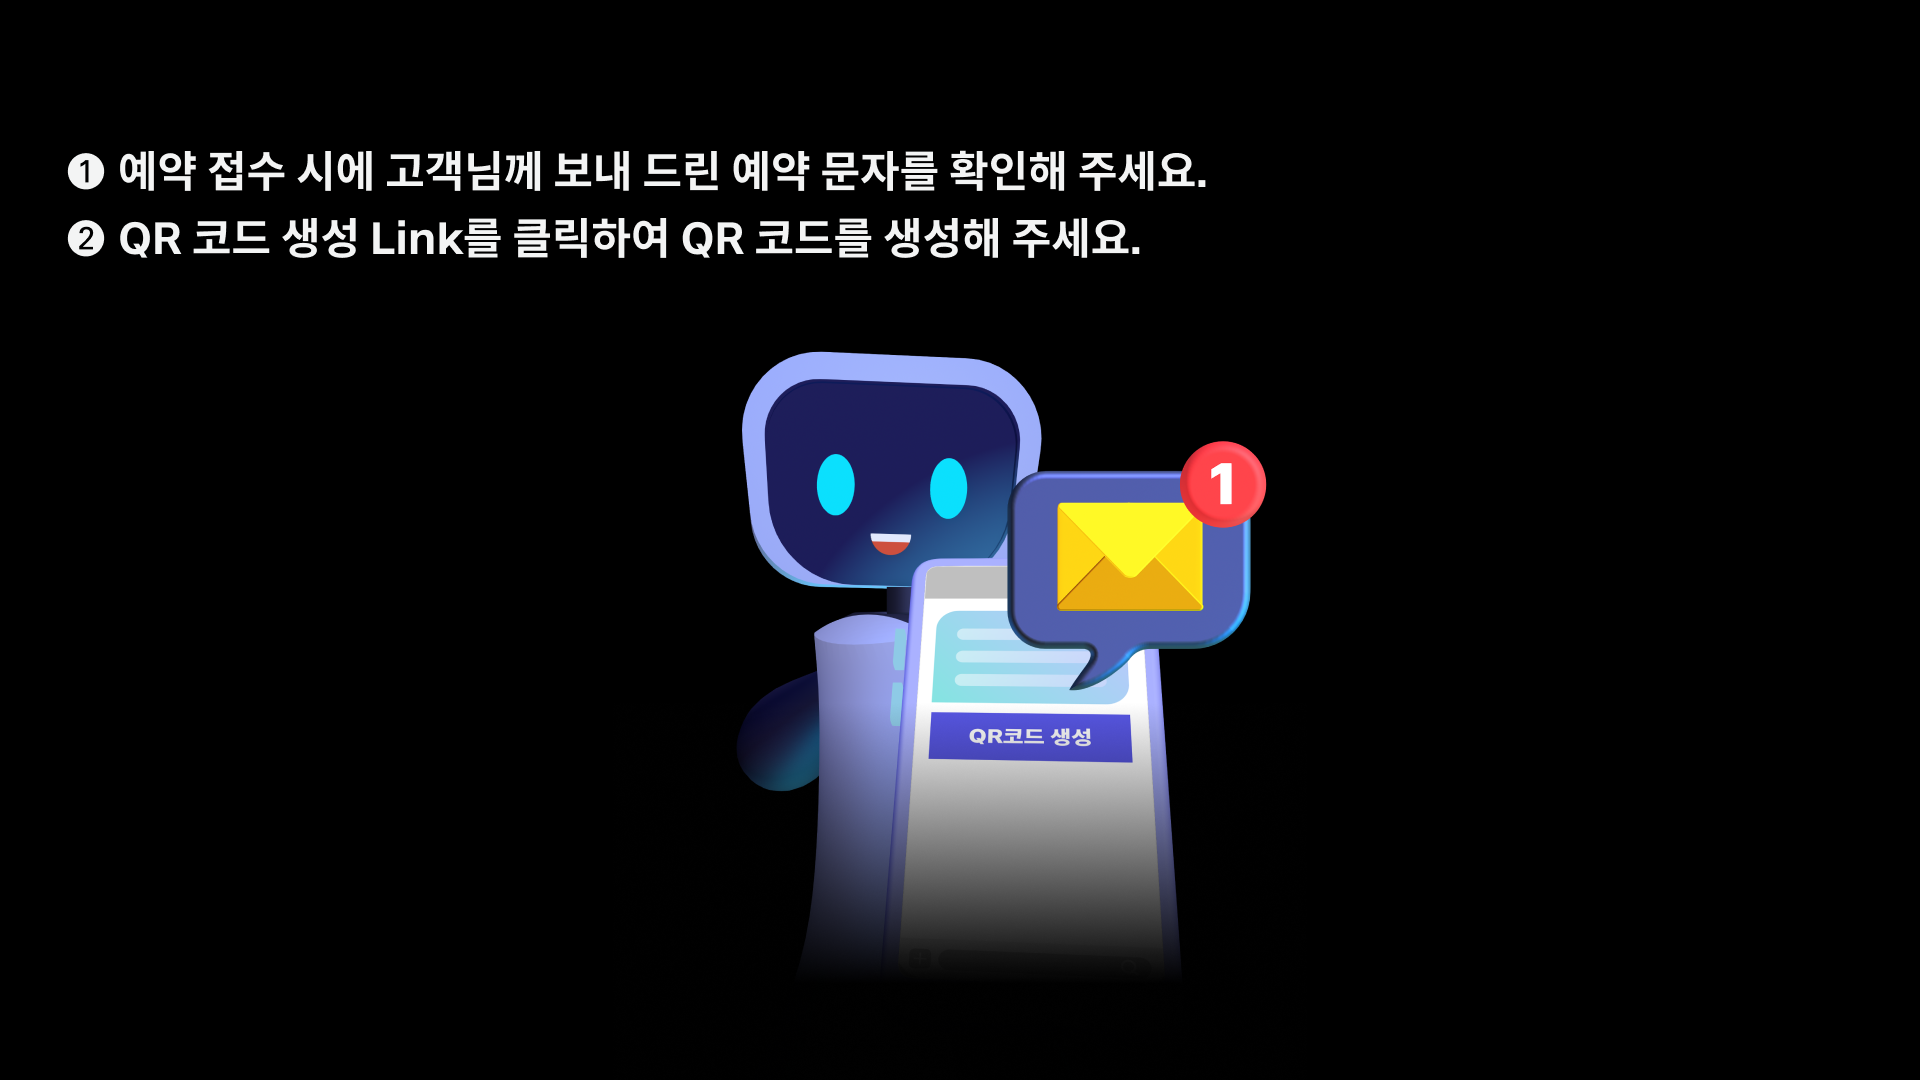 ❶ 예약 접수 시에 고객님께 보내 드린 예약 문자를 확인해 주세요.
❷ QR 코드 생성 Link를 클릭하여 QR 코드를 생성해 주세요.
1
QR코드 생성